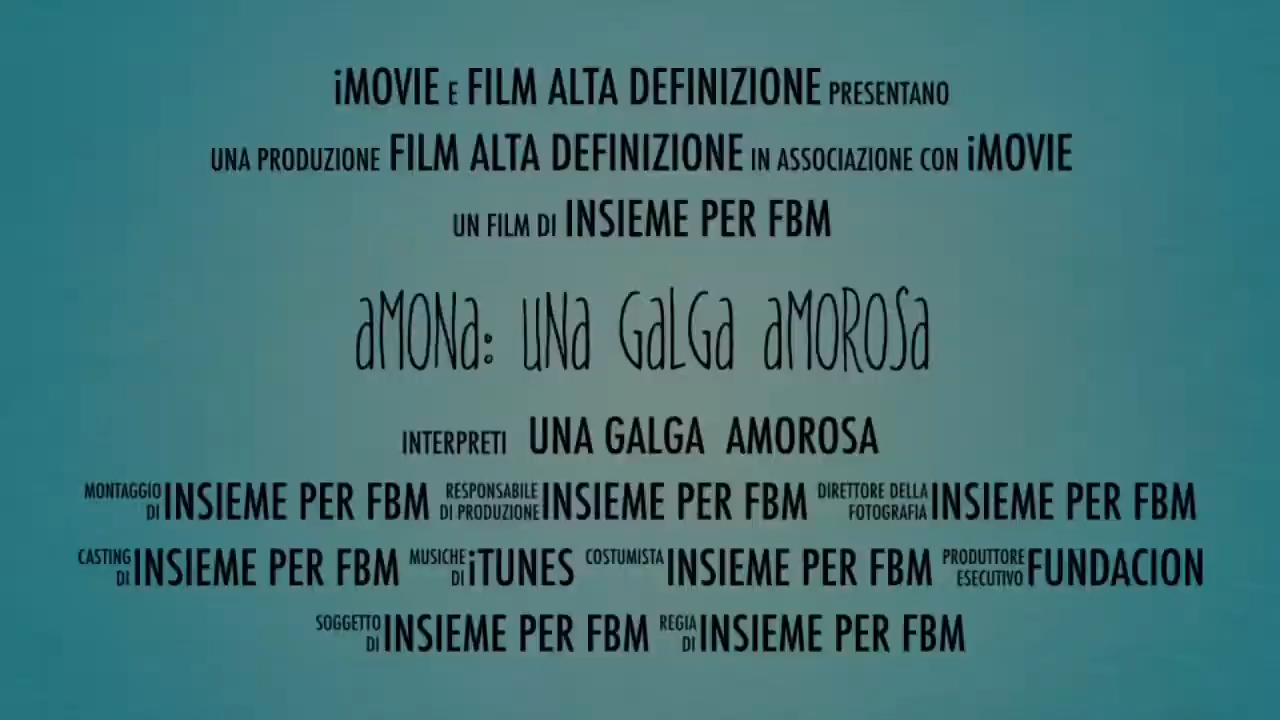 iMOVIE E FILM ALTA DEFINIZIONE PRESENTANO
UNA PRODUZIONE FILM ALTA DEFINIZIONE IN ASSOCIAZIONE CON iMOVIE
UN FILM DI INSIEME PER FBM
aMONa: UNa GaLGa aMOROSa
INTERPRETI UNA GALGA AMOROSA
MONTAGGIO DI INSIEME PER FBM RESPONSABILE DI PRODUZIONE INSIEME PER FBM DIRETTORE DELLA FOTOGRAFIA INSIEME PER FBM
CASTING DI INSIEME PER FBM MUSICHE DI iTUNES COSTUMISTA INSIEME PER FBM PRODUTTORE ESECUTIVO FUNDACION
SOGGETTO DI INSIEME PER FBM REGIA DI INSIEME PER FBM